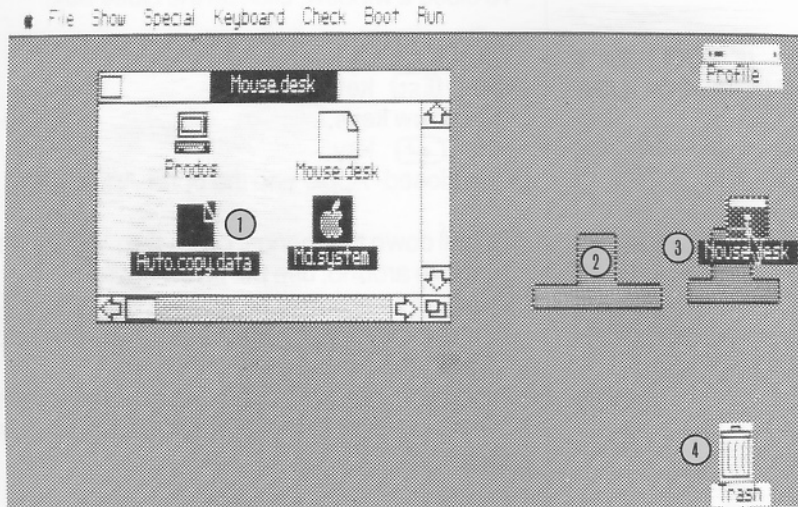 File Show Special Keyboard Check Boot Run
Profile
Mouse.desk
Prodos Mouse.desk
1
Auto.copy.data Md.system
2
3
Mouse.desk
4
Trash